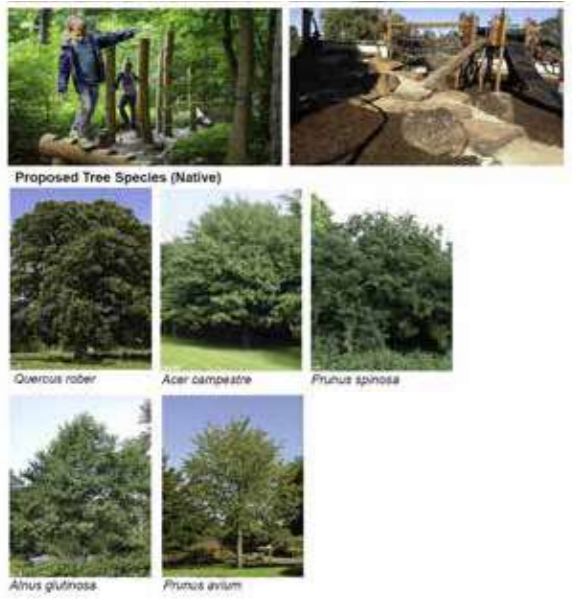 Proposed Tree Species (Native)
Quercus rober
Acer campestre
Prunus spinosa
Alnus glutinosa
Prunus avium